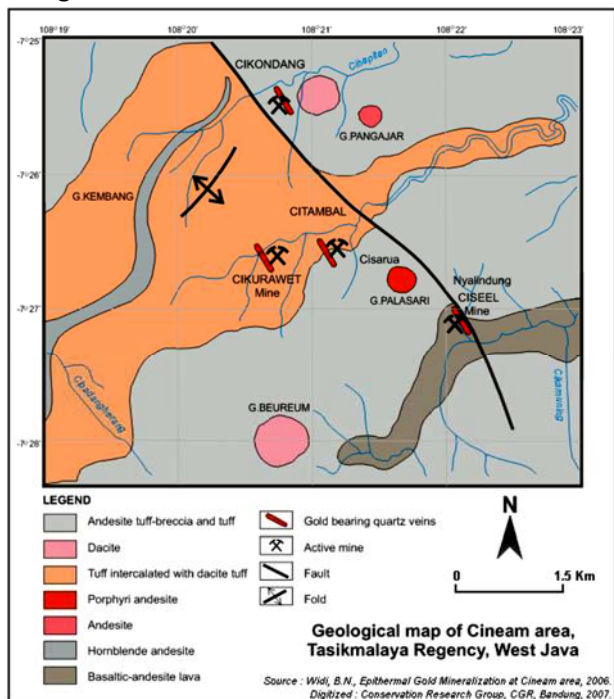 108°19' 108°20' 108°21' 108°22' 108°23'
-7°25'
CIKONDANG
Cihapitan
G.PANGAJAR
-7°26'
G.KEMBANG
CITAMBAL
CIKURAWET
Mine
Cisarua
G.PALASARI
Nyalindung
CISEEL
Mine
-7°27'
Cibadangherang
G.BEUREUM
Cikamuning
-7°28'
LEGEND
Andesite tuff-breccia and tuff
Dacite
Tuff intercalated with dacite tuff
Porphyri andesite
Andesite
Hornblende andesite
Basaltic-andesite lava
Gold bearing quartz veins
Active mine
Fault
Fold
N
0 1.5 Km
Geological map of Cineam area,
Tasikmalaya Regency, West Java
Source : Widi, B.N., Epithermal Gold Mineralization at Cineam area, 2006.
Digitized : Conservation Research Group, CGR, Bandung, 2007.